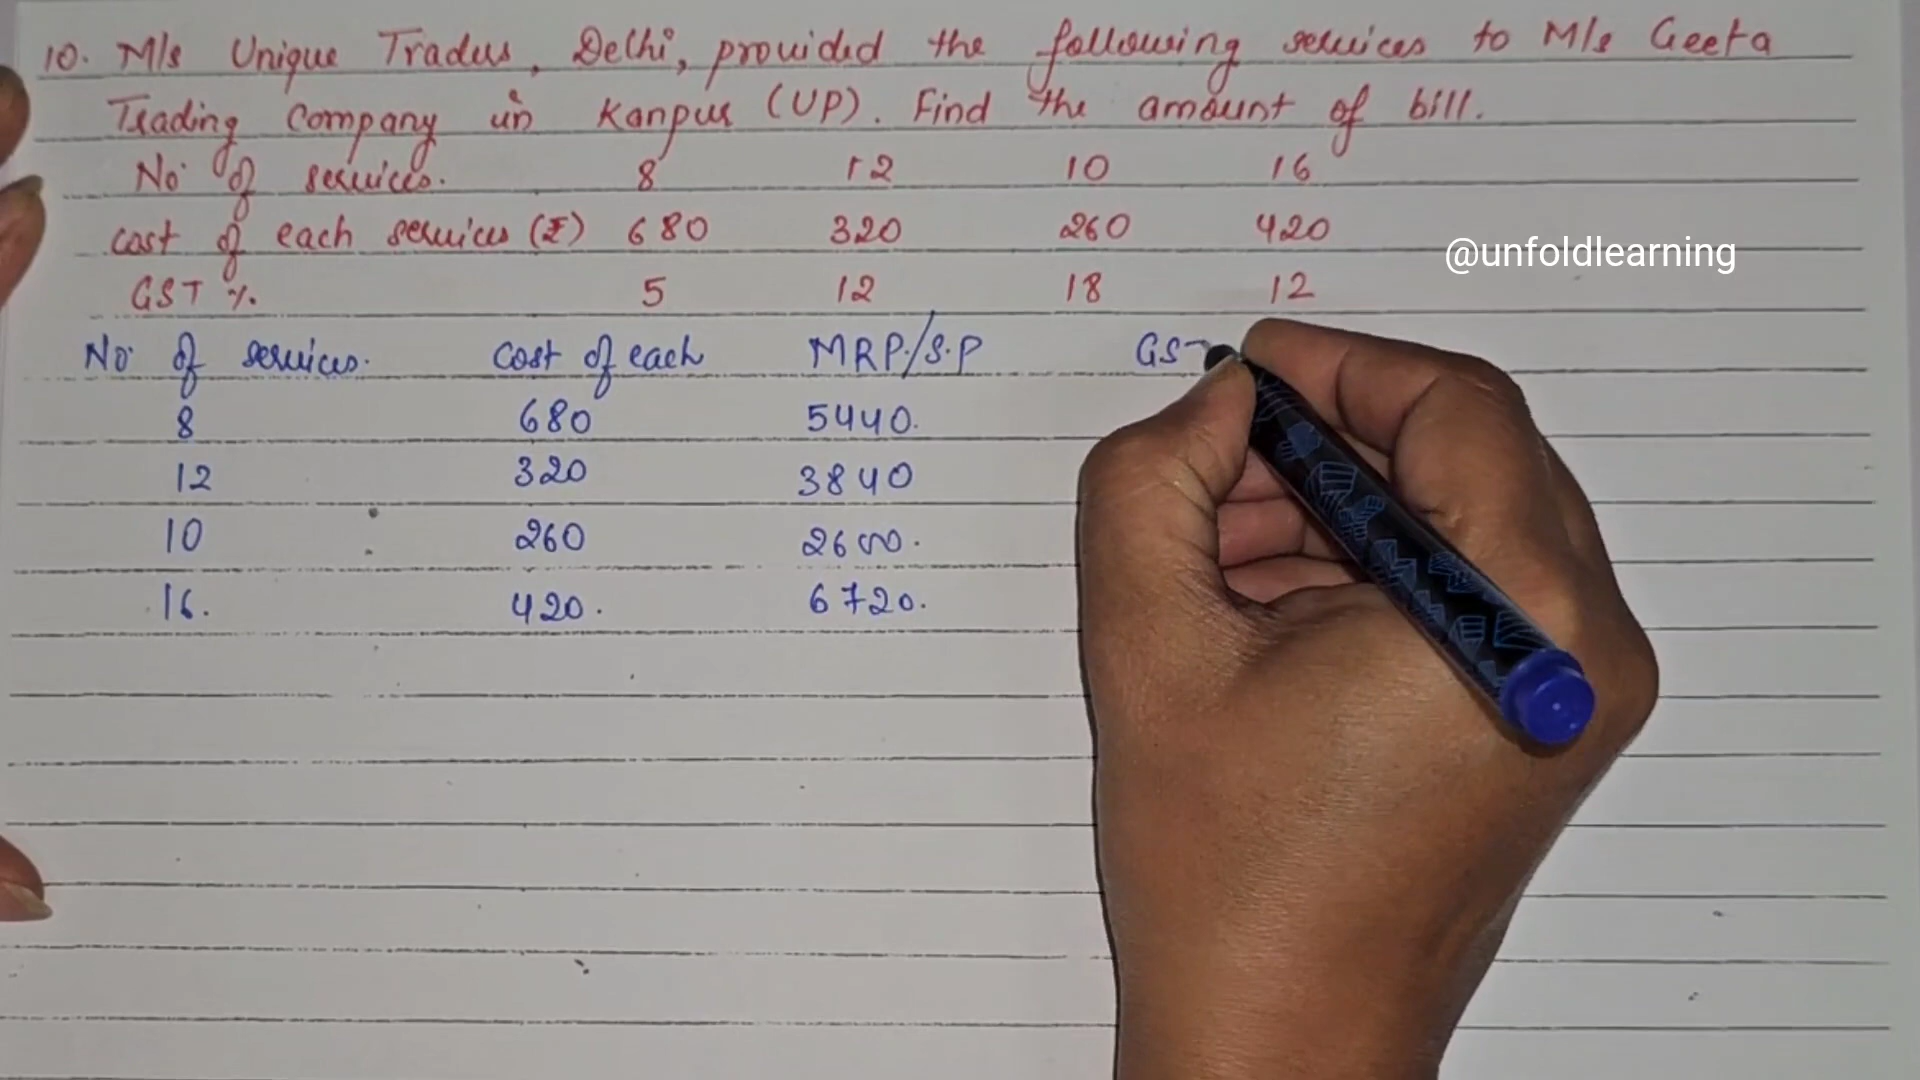 10. M/s Unique Traders, Delhi, provided the following services to M/s Geeta
Trading Company in Kanpur (UP). Find the amount of bill.
No. of services. 8 12 10 16
cost of each services (₹) 680 320 260 420
@unfoldlearning
GST %. 5 12 18 12
No. of services. Cost of each MRP./S.P GST
8 680 5440.
12 320 3840
10 260 2600.
16. 420. 6720.